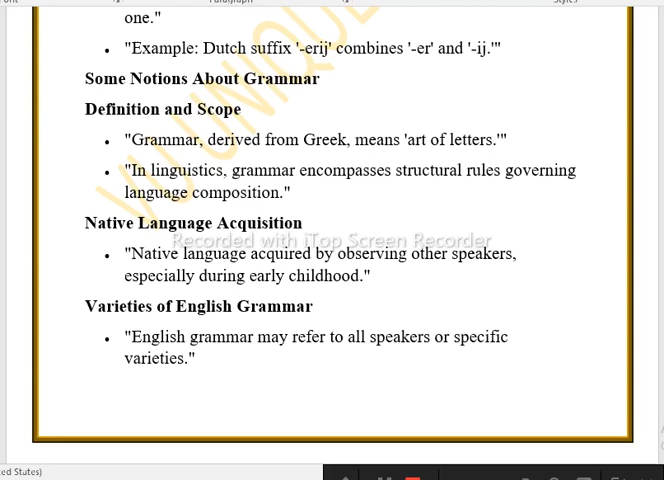 one."
• "Example: Dutch suffix '-erij' combines '-er' and '-ij.'"
Some Notions About Grammar
Definition and Scope
• "Grammar, derived from Greek, means 'art of letters.'"
• "In linguistics, grammar encompasses structural rules governing
language composition."
Native Language Acquisition
Recorded with iTop Screen Recorder
• "Native language acquired by observing other speakers,
especially during early childhood."
Varieties of English Grammar
• "English grammar may refer to all speakers or specific
varieties."
VU UNIQUE
ted States)